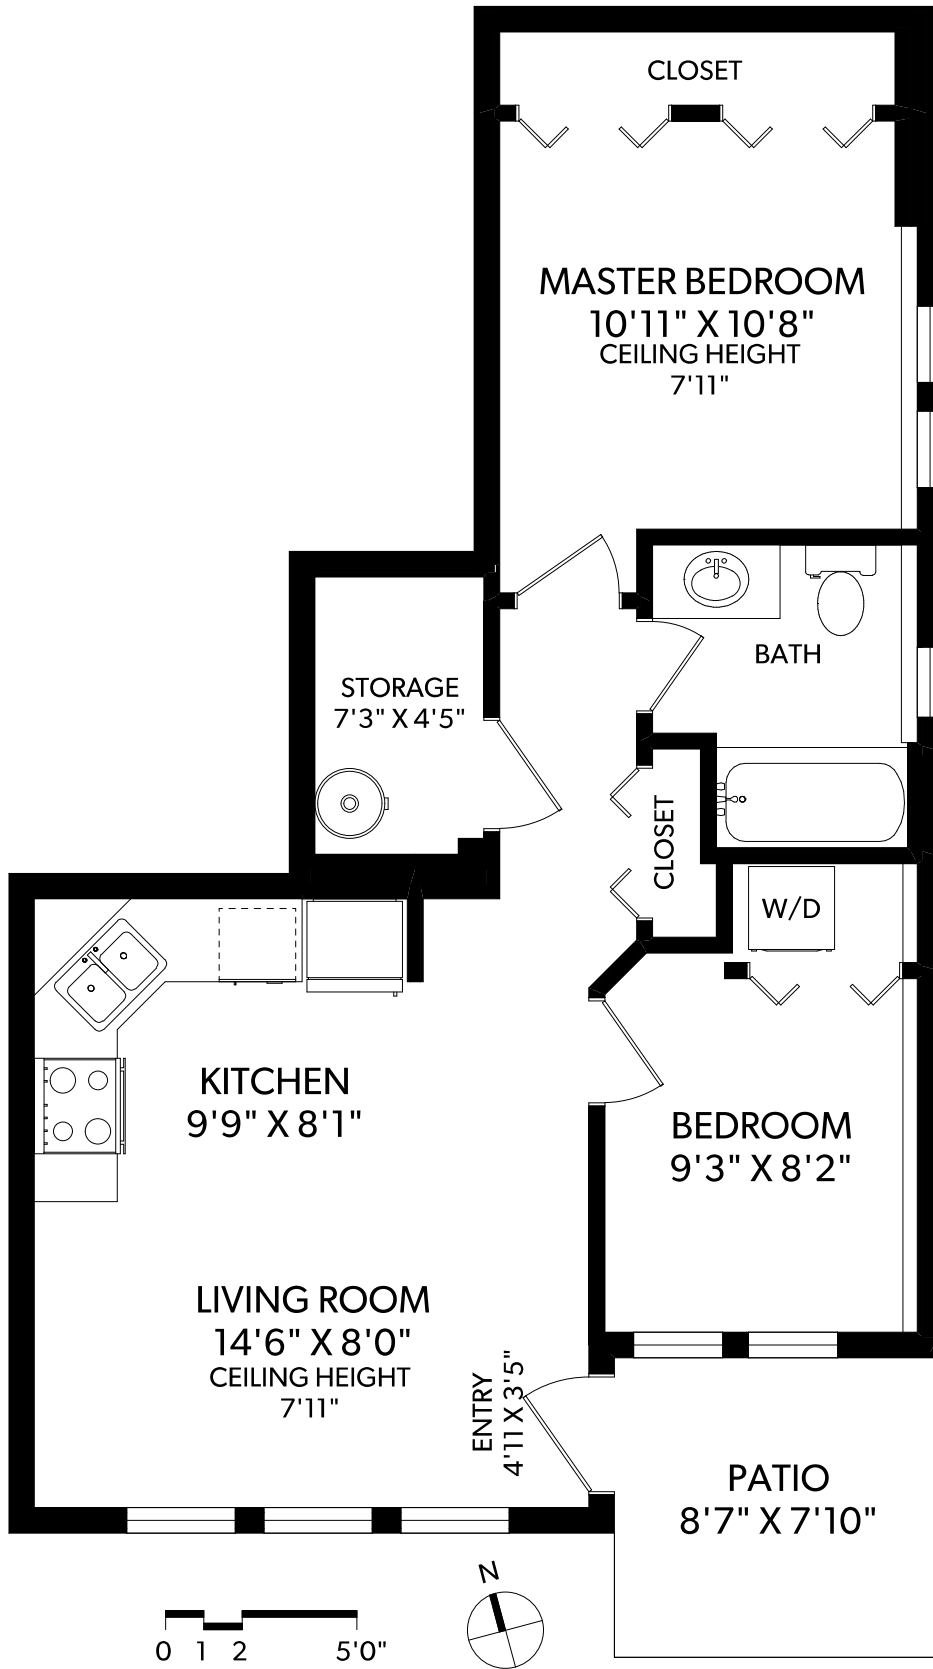 CLOSET
MASTER BEDROOM
10'11" X 10'8"
CEILING HEIGHT
7'11"
BATH
STORAGE
7'3" X 4'5"
CLOSET
W/D
KITCHEN
9'9" X 8'1"
BEDROOM
9'3" X 8'2"
LIVING ROOM
14'6" X 8'0"
CEILING HEIGHT
7'11"
ENTRY
4'11 X 3'5"
PATIO
8'7" X 7'10"
N
0 1 2 5'0"